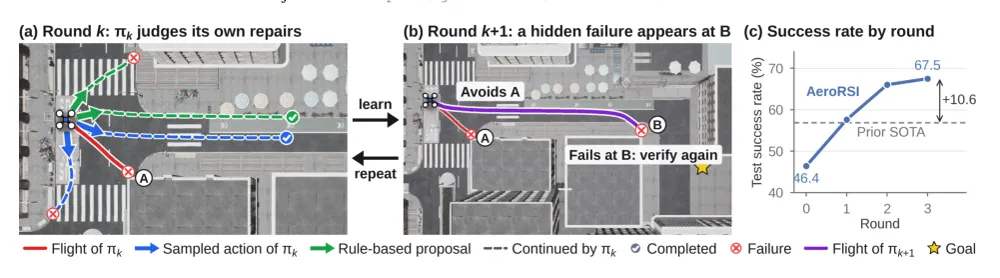 (a) Round k: πk judges its own repairs
A
learn
repeat
(b) Round k+1: a hidden failure appears at B
Avoids A
A
B
Fails at B: verify again
(c) Success rate by round
Test success rate (%)
70
60
50
40
67.5
AeroRSI
+10.6
Prior SOTA
46.4
0 1 2 3
Round
Flight of πk Sampled action of πk Rule-based proposal Continued by πk Completed Failure Flight of πk+1 Goal